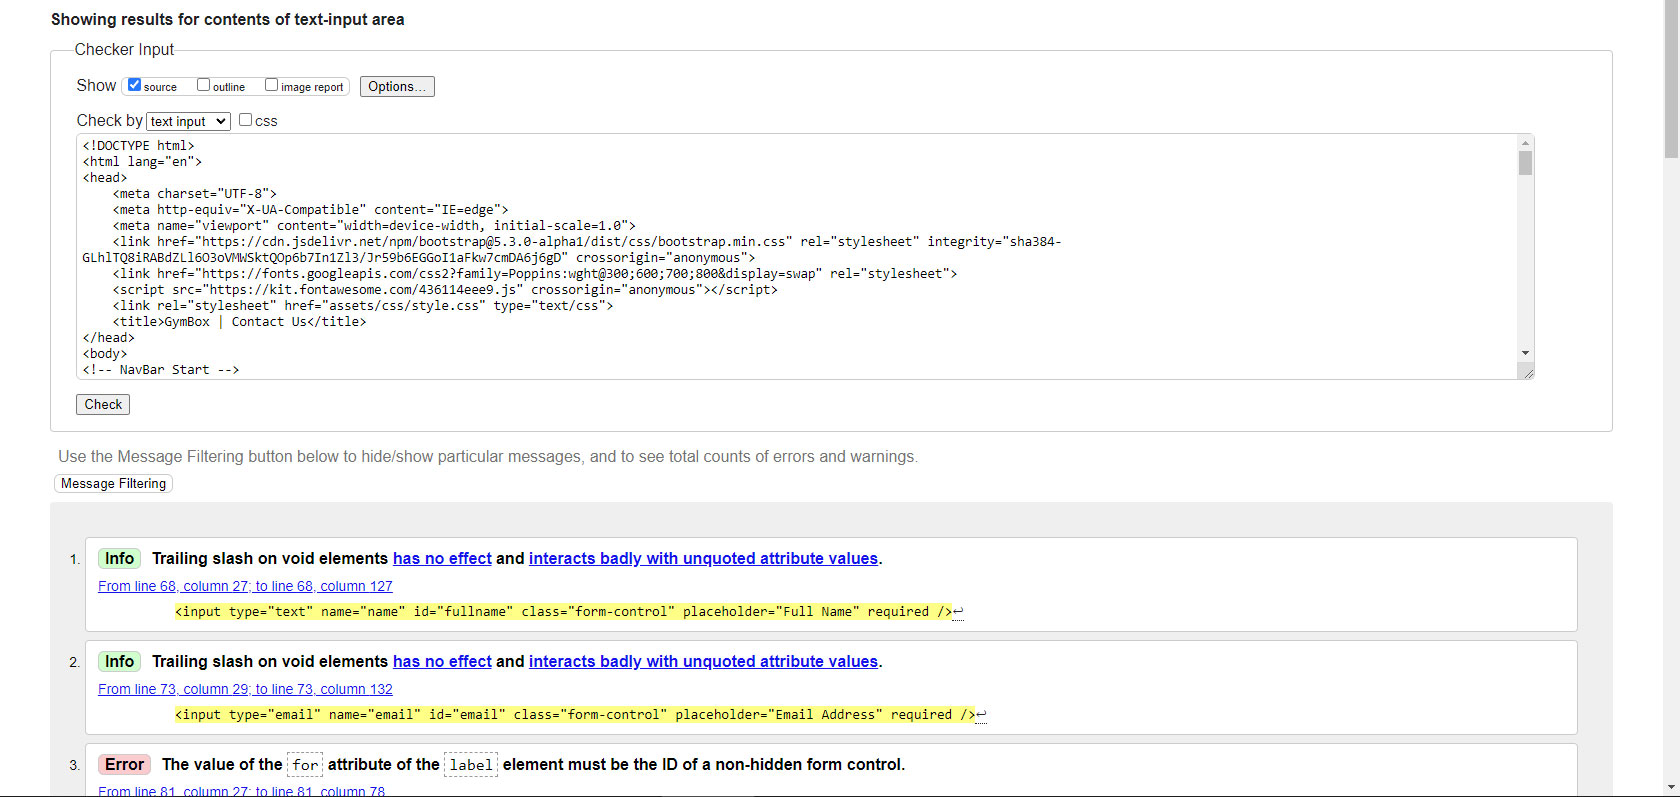 Showing results for contents of text-input area
Checker Input
Show source outline image report Options...
Check by text input css
<!DOCTYPE html>
<html lang="en">
<head>
<meta charset="UTF-8">
<meta http-equiv="X-UA-Compatible" content="IE=edge">
<meta name="viewport" content="width=device-width, initial-scale=1.0">
<link href="https://cdn.jsdelivr.net/npm/bootstrap@5.3.0-alpha1/dist/css/bootstrap.min.css" rel="stylesheet" integrity="sha384-
GLhlTQ8iRABdZLl6O3oVMWSktQOp6b7In1Zl3/Jr59b6EGGoI1aFkw7cmDA6j6gD" crossorigin="anonymous">
<link href="https://fonts.googleapis.com/css2?family=Poppins:wght@300;600;700;800&display=swap" rel="stylesheet">
<script src="https://kit.fontawesome.com/436114eee9.js" crossorigin="anonymous"></script>
<link rel="stylesheet" href="assets/css/style.css" type="text/css">
<title>GymBox | Contact Us</title>
</head>
<body>
<!-- NavBar Start -->
Check
Use the Message Filtering button below to hide/show particular messages, and to see total counts of errors and warnings.
Message Filtering
1. Info Trailing slash on void elements has no effect and interacts badly with unquoted attribute values.
From line 68, column 27; to line 68, column 127
<input type="text" name="name" id="fullname" class="form-control" placeholder="Full Name" required />↩
2. Info Trailing slash on void elements has no effect and interacts badly with unquoted attribute values.
From line 73, column 29; to line 73, column 132
<input type="email" name="email" id="email" class="form-control" placeholder="Email Address" required />↩
3. Error The value of the for attribute of the label element must be the ID of a non-hidden form control.
From line 81, column 27; to line 81, column 78